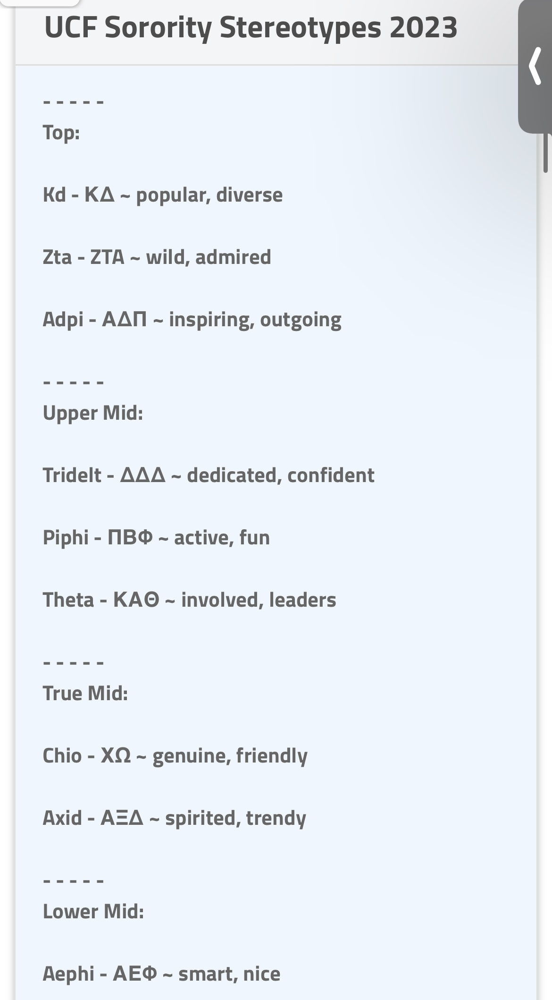 UCF Sorority Stereotypes 2023
- - - - -
Top:
Kd - ΚΔ ~ popular, diverse
Zta - ΖΤΑ ~ wild, admired
Adpi - ΑΔΠ ~ inspiring, outgoing
- - - - -
Upper Mid:
Tridelt - ΔΔΔ ~ dedicated, confident
Piphi - ΠΒΦ ~ active, fun
Theta - ΚΑΘ ~ involved, leaders
- - - - -
True Mid:
Chio - ΧΩ ~ genuine, friendly
Axid - ΑΞΔ ~ spirited, trendy
- - - - -
Lower Mid:
Aephi - ΑΕΦ ~ smart, nice